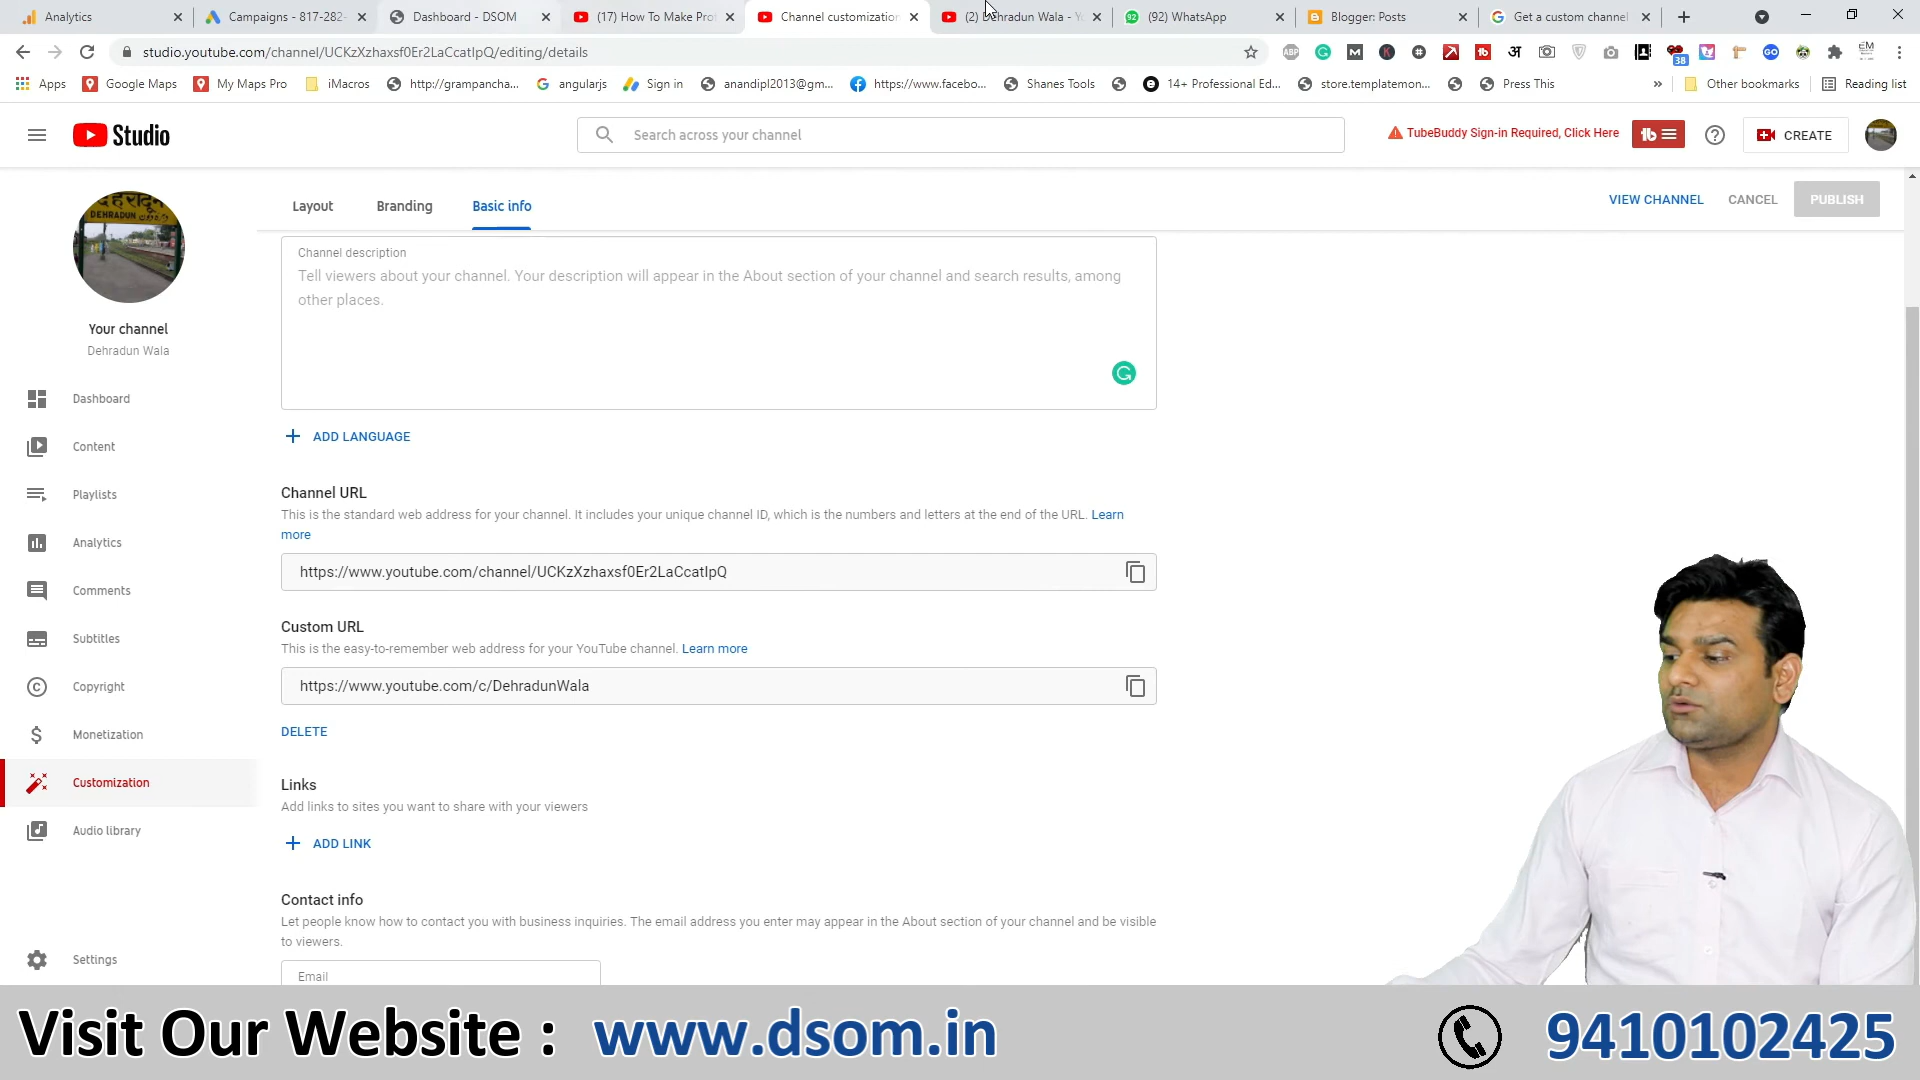 Analytics
Campaigns - 817-282-
Dashboard - DSOM
(17) How To Make Pro
Channel customization
(2) Dehradun Wala - Yo
(92) WhatsApp
Blogger: Posts
Get a custom channel
studio.youtube.com/channel/UCKzXzhaxsf0Er2LaCcatIpQ/editing/details
Apps
Google Maps
My Maps Pro
iMacros
http://grampancha...
angularjs
Sign in
anandipl2013@gm...
https://www.facebo...
Shanes Tools
14+ Professional Ed...
store.templatemon...
Press This
»
Other bookmarks
Reading list
Studio
Search across your channel
TubeBuddy Sign-in Required, Click Here
CREATE
Layout
Branding
Basic info
VIEW CHANNEL
CANCEL
PUBLISH
Your channel
Dehradun Wala
Dashboard
Content
Playlists
Analytics
Comments
Subtitles
Copyright
Monetization
Customization
Audio library
Settings
Channel description
Tell viewers about your channel. Your description will appear in the About section of your channel and search results, among
other places.
ADD LANGUAGE
Channel URL
This is the standard web address for your channel. It includes your unique channel ID, which is the numbers and letters at the end of the URL. Learn
more
https://www.youtube.com/channel/UCKzXzhaxsf0Er2LaCcatIpQ
Custom URL
This is the easy-to-remember web address for your YouTube channel. Learn more
https://www.youtube.com/c/DehradunWala
DELETE
Links
Add links to sites you want to share with your viewers
ADD LINK
Contact info
Let people know how to contact you with business inquiries. The email address you enter may appear in the About section of your channel and be visible
to viewers.
Email
Visit Our Website : www.dsom.in
9410102425